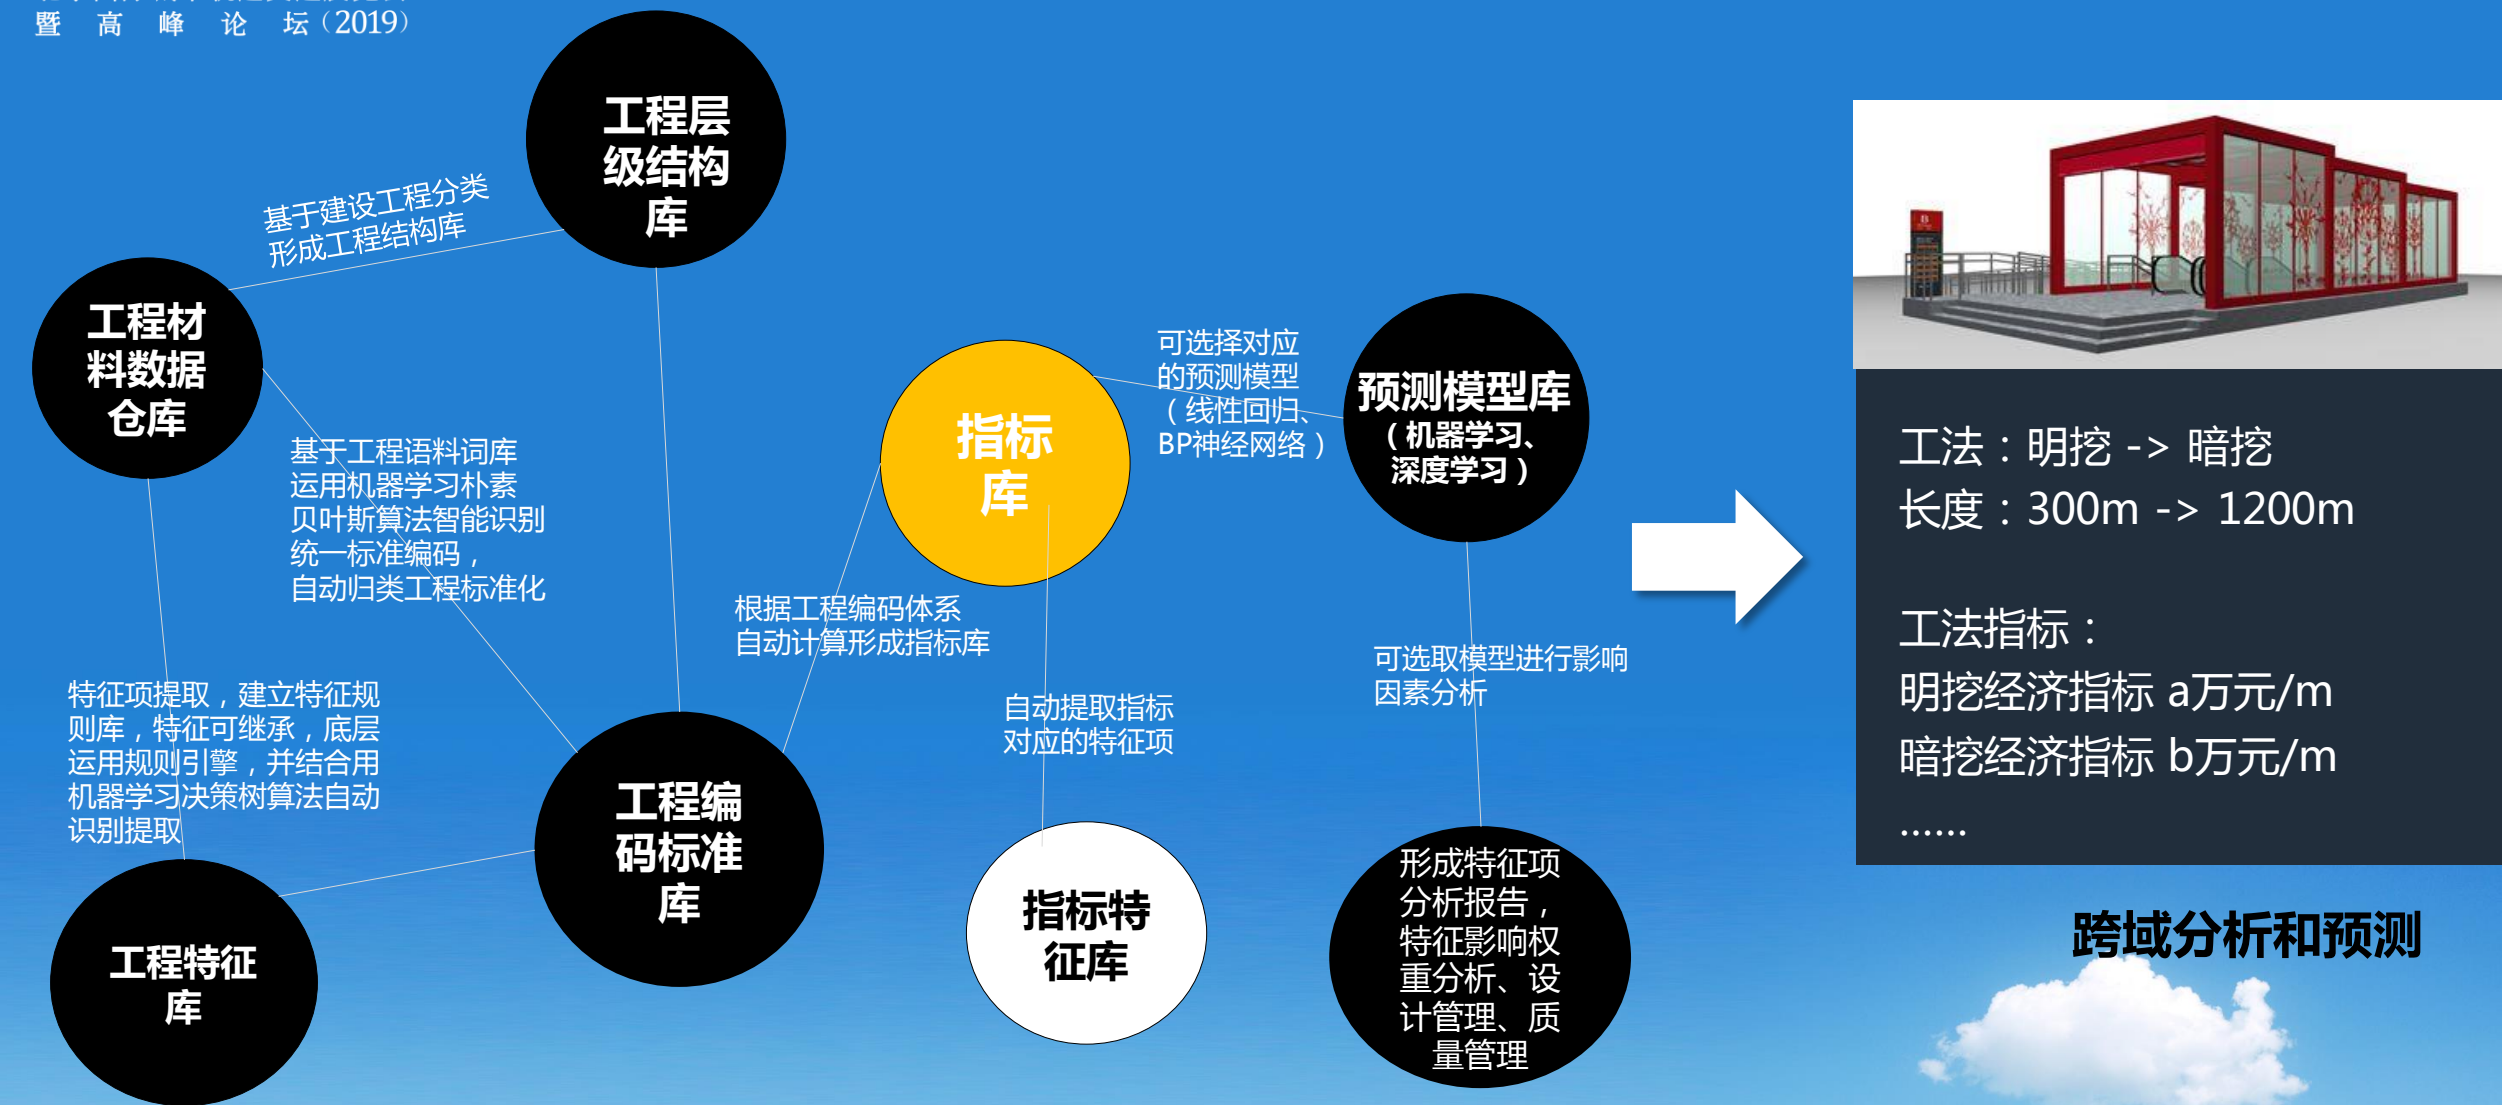 暨 高 峰 论 坛（2019）
工程层
级结构
库
基于建设工程分类
形成工程结构库
工程材
料数据
仓库
基于工程语料词库
运用机器学习朴素
贝叶斯算法智能识别
统一标准编码，
自动归类工程标准化
特征项提取，建立特征规
则库，特征可继承，底层
运用规则引擎，并结合用
机器学习决策树算法自动
识别提取
工程特征
库
工程编
码标准
库
根据工程编码体系
自动计算形成指标库
指标
库
可选择对应
的预测模型
（线性回归、
BP神经网络）
预测模型库
（机器学习、
深度学习）
自动提取指标
对应的特征项
指标特
征库
可选取模型进行影响
因素分析
形成特征项
分析报告，
特征影响权
重分析、设
计管理、质
量管理
工法：明挖 -> 暗挖
长度：300m -> 1200m
工法指标：
明挖经济指标 a万元/m
暗挖经济指标 b万元/m
......
跨域分析和预测